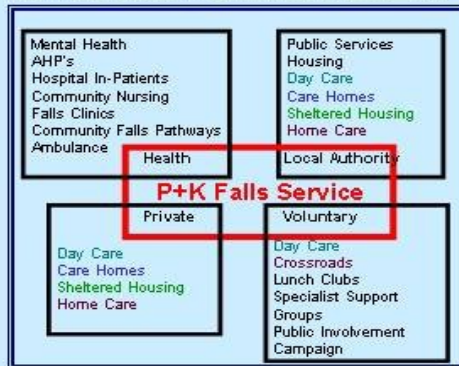 Mental Health
AHP's
Hospital In-Patients
Community Nursing
Falls Clinics
Community Falls Pathways
Ambulance
Health
Public Services
Housing
Day Care
Care Homes
Sheltered Housing
Home Care
Local Authority
P+K Falls Service
Private
Day Care
Care Homes
Sheltered Housing
Home Care
Voluntary
Day Care
Crossroads
Lunch Clubs
Specialist Support
Groups
Public Involvement
Campaign